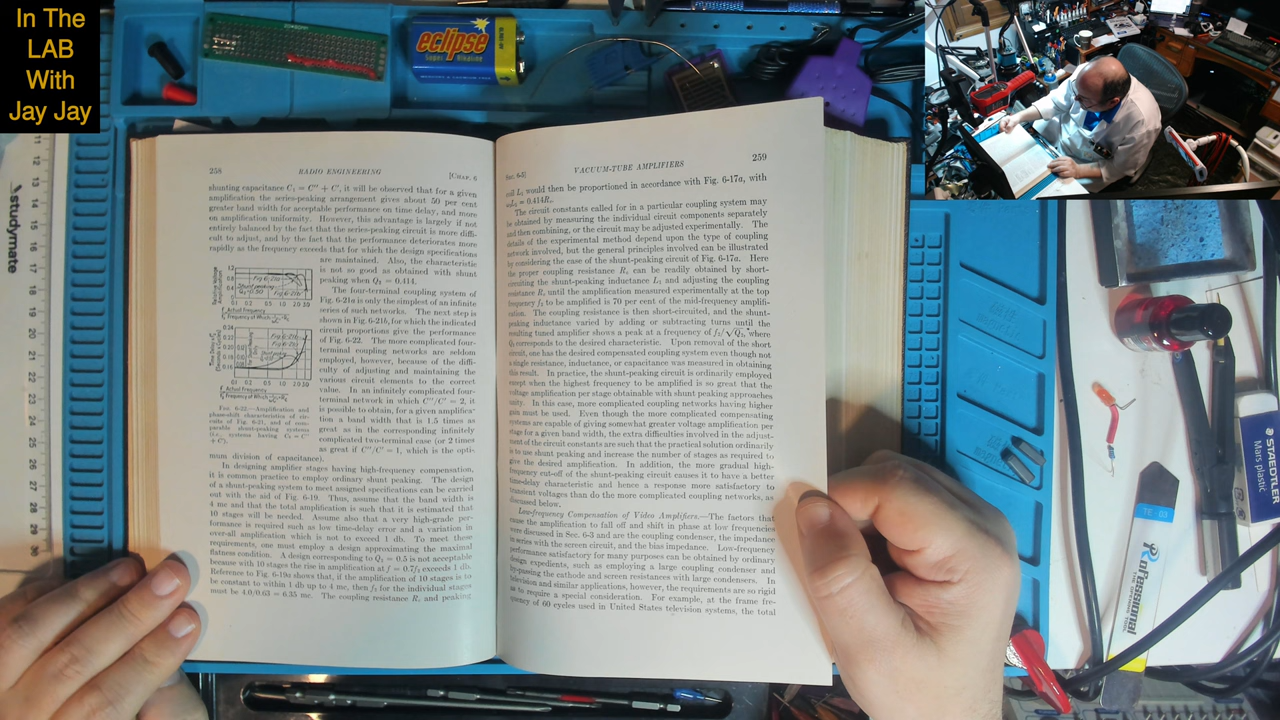 In The
LAB
With
Jay Jay
eclipse
studymate
258 RADIO ENGINEERING [CHAP. 6
shunting capacitance C₁ = C'' + C', it will be observed that for a given
amplification the series-peaking arrangement gives about 50 per cent
greater band width for acceptable performance on time delay, and more
on amplification uniformity. However, this advantage is largely if not
entirely balanced by the fact that the series-peaking circuit is more diffi-
cult to adjust, and by the fact that the performance deteriorates more
rapidly as the frequency exceeds that for which the design specifications
are maintained. Also, the characteristic
is not so good as obtained with shunt
peaking when Q₂ = 0.414.
The four-terminal coupling system of
Fig. 6-21a is only the simplest of an infinite
series of such networks. The next step is
shown in Fig. 6-21b, for which the indicated
circuit proportions give the performance
of Fig. 6-22. The more complicated four-
terminal coupling networks are seldom
employed, however, because of the diffi-
culty of adjusting and maintaining the
various circuit elements to the correct
value. In an infinitely complicated four-
terminal network in which C''/C' = 2, it
is possible to obtain, for a given amplifica-
tion a band width that is 1.5 times as
great as in the corresponding infinitely
complicated two-terminal case (or 2 times
as great if C''/C' = 1, which is the opti-
mum division of capacitance).
FIG. 6-22.—Amplification and
phase-shift characteristics of cir-
cuits of Fig. 6-21, and of com-
parable shunt-peaking systems
In designing amplifier stages having high-frequency compensation,
it is common practice to employ ordinary shunt peaking. The design
of a shunt-peaking system to meet assigned specifications can be carried
out with the aid of Fig. 6-19. Thus, assume that the band width is
4 mc and that the total amplification is such that it is estimated that
10 stages will be needed. Assume also that a very high-grade per-
formance is required such as low time-delay error and a variation in
over-all amplification which is not to exceed 1 db. To meet these
requirements, one must employ a design approximating the maximal
flatness condition. A design corresponding to Q₂ = 0.5 is not acceptable
because with 10 stages the rise in amplification at f = 0.7f₂ exceeds 1 db.
Reference to Fig. 6-19a shows that, if the amplification of 10 stages is to
be constant to within 1 db up to 4 mc, then f₂ for the individual stages
must be 4.0/0.63 = 6.35 mc. The coupling resistance R, and peaking
SEC. 6-5] VACUUM-TUBE AMPLIFIERS 259
coil L₁ would then be proportioned in accordance with Fig. 6-17a, with
The circuit constants called for in a particular coupling system may
be obtained by measuring the individual circuit components separately
and then combining, or the circuit may be adjusted experimentally. The
details of the experimental method depend upon the type of coupling
network involved, but the general principles involved can be illustrated
by considering the case of the shunt-peaking circuit of Fig. 6-17a. Here
the proper coupling resistance R, can be readily obtained by short-
circuiting the shunt-peaking inductance L₁ and adjusting the coupling
resistance R, until the amplification measured experimentally at the top
frequency f₂ to be amplified is 70 per cent of the mid-frequency amplifi-
cation. The coupling resistance is then short-circuited, and the shunt-
peaking inductance varied by adding or subtracting turns until the
resulting tuned amplifier shows a peak at a frequency of f₂/√Q₂, where
Q₂ corresponds to the desired characteristic. Upon removal of the short
circuit, one has the desired compensated coupling system even though not
a single resistance, inductance, or capacitance was measured in obtaining
this result. In practice, the shunt-peaking circuit is ordinarily employed
except when the highest frequency to be amplified is so great that the
voltage amplification per stage obtainable with shunt peaking approaches
unity. In this case, more complicated coupling networks having higher
gain must be used. Even though the more complicated compensating
systems are capable of giving somewhat greater voltage amplification per
stage for a given band width, the extra difficulties involved in the adjust-
ment of the circuit constants are such that the practical solution ordinarily
is to use shunt peaking and increase the number of stages as required to
give the desired amplification. In addition, the more gradual high-
frequency cut-off of the shunt-peaking circuit causes it to have a better
time-delay characteristic and hence a response more satisfactory to
transient voltages than do the more complicated coupling networks, as
discussed below.
Low-frequency Compensation of Video Amplifiers.—The factors that
cause the amplification to fall off and shift in phase at low frequencies
were discussed in Sec. 6-3 and are the coupling condenser, the impedance
in series with the screen circuit, and the bias impedance. Low-frequency
performance satisfactory for many purposes can be obtained by ordinary
design expedients, such as employing a large coupling condenser and
by-passing the cathode and screen resistances with large condensers. In
television and similar applications, however, the requirements are so rigid
as to require a special consideration. For example, at the frame fre-
quency of 60 cycles used in United States television systems, the total
STAEDTLER
Mars plastic
TE 03
Professional